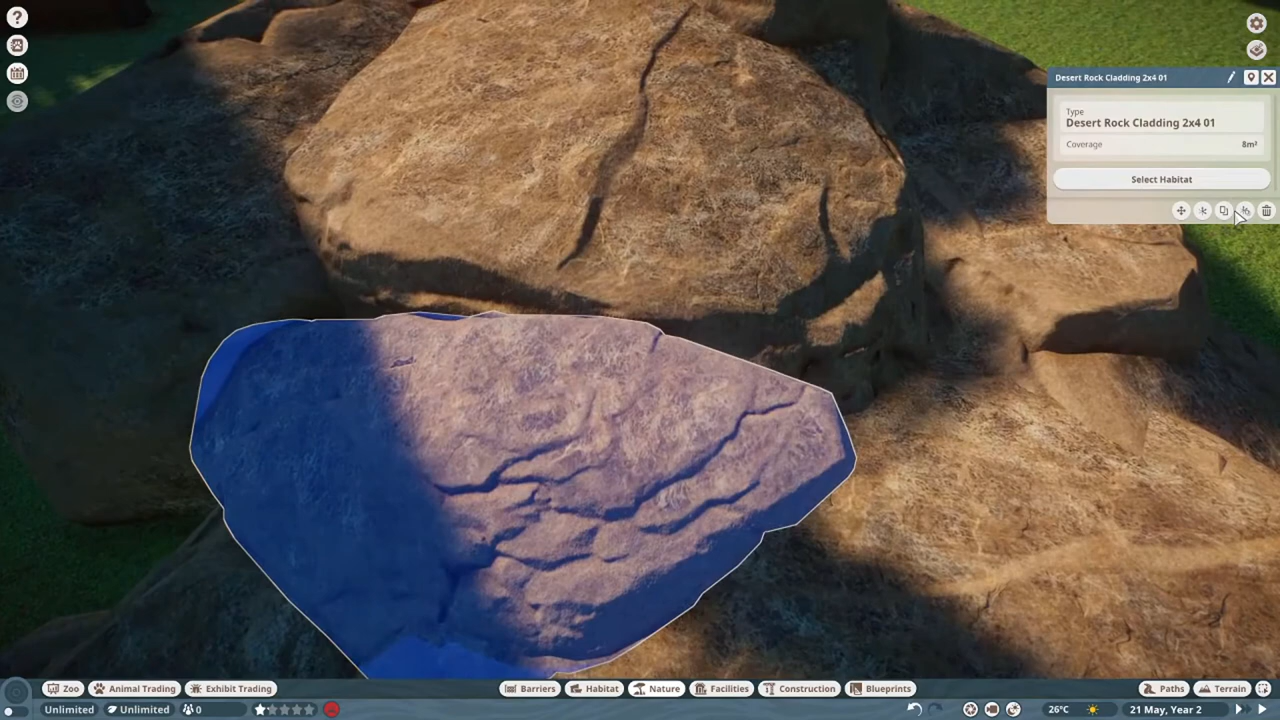 ?
Desert Rock Cladding 2x4 01
Type
Desert Rock Cladding 2x4 01
Coverage 8m²
Select Habitat
Zoo Animal Trading Exhibit Trading Barriers Habitat Nature Facilities Construction Blueprints Paths Terrain
Unlimited Unlimited 0 26°C 21 May, Year 2